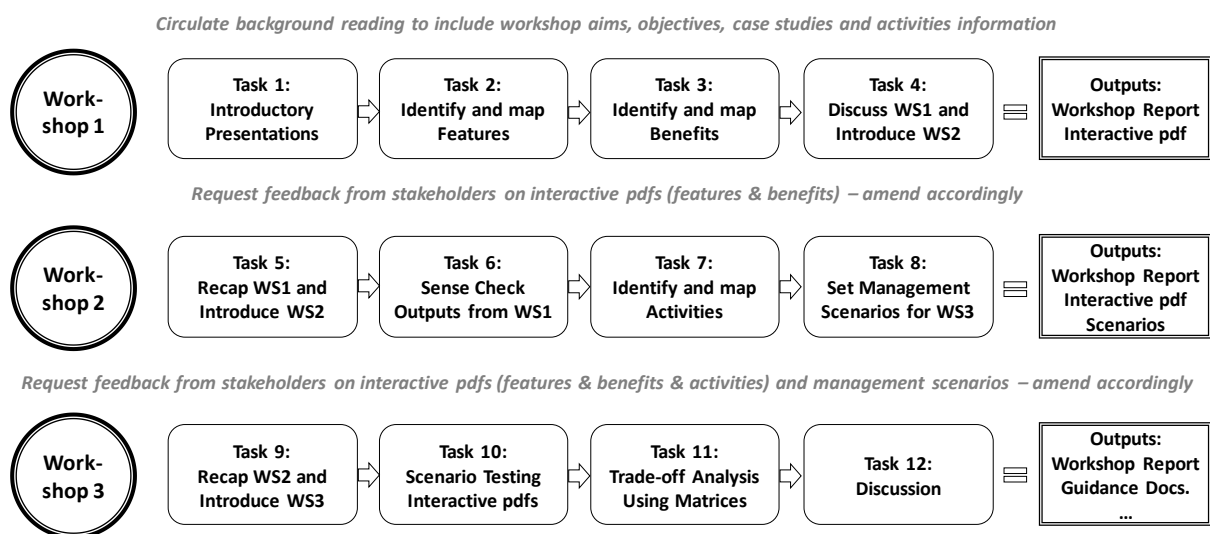 Circulate background reading to include workshop aims, objectives, case studies and activities information
Work-
shop 1
Task 1:
Introductory
Presentations
Task 2:
Identify and map
Features
Task 3:
Identify and map
Benefits
Task 4:
Discuss WS1 and
Introduce WS2
Outputs:
Workshop Report
Interactive pdf
Request feedback from stakeholders on interactive pdfs (features & benefits) – amend accordingly
Work-
shop 2
Task 5:
Recap WS1 and
Introduce WS2
Task 6:
Sense Check
Outputs from WS1
Task 7:
Identify and map
Activities
Task 8:
Set Management
Scenarios for WS3
Outputs:
Workshop Report
Interactive pdf
Scenarios
Request feedback from stakeholders on interactive pdfs (features & benefits & activities) and management scenarios – amend accordingly
Work-
shop 3
Task 9:
Recap WS2 and
Introduce WS3
Task 10:
Scenario Testing
Interactive pdfs
Task 11:
Trade-off Analysis
Using Matrices
Task 12:
Discussion
Outputs:
Workshop Report
Guidance Docs.
...